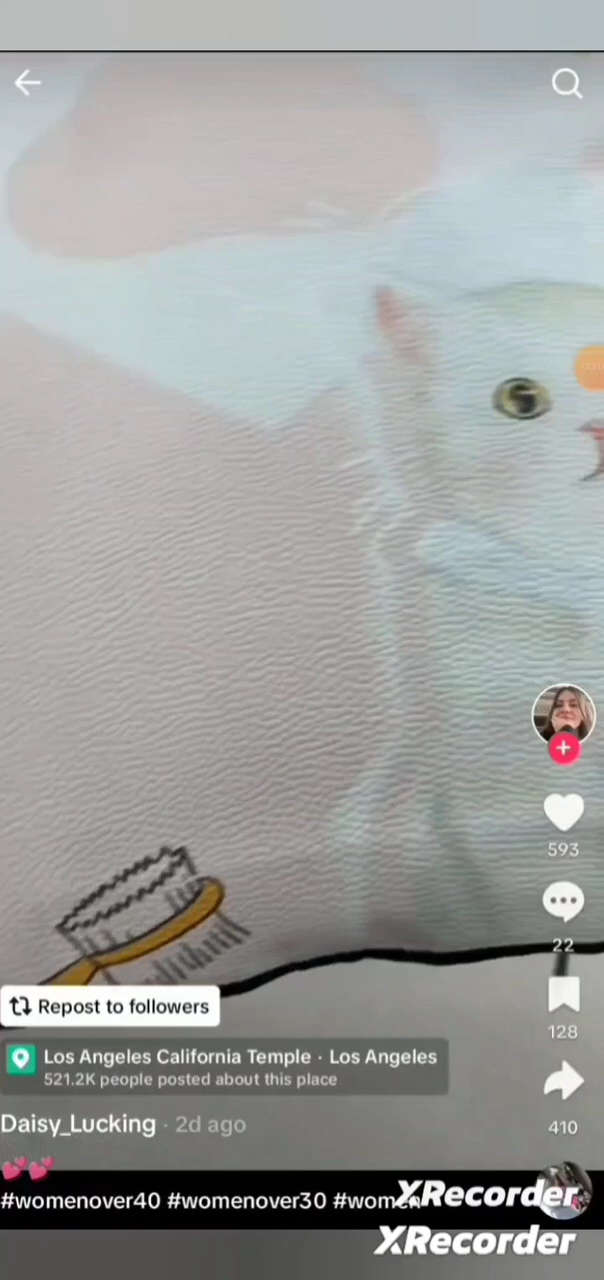 593
22
128
Repost to followers
Los Angeles California Temple · Los Angeles
521.2K people posted about this place
410
Daisy_Lucking · 2d ago
💕💕
#womenover40 #womenover30 #women
XRecorder
XRecorder